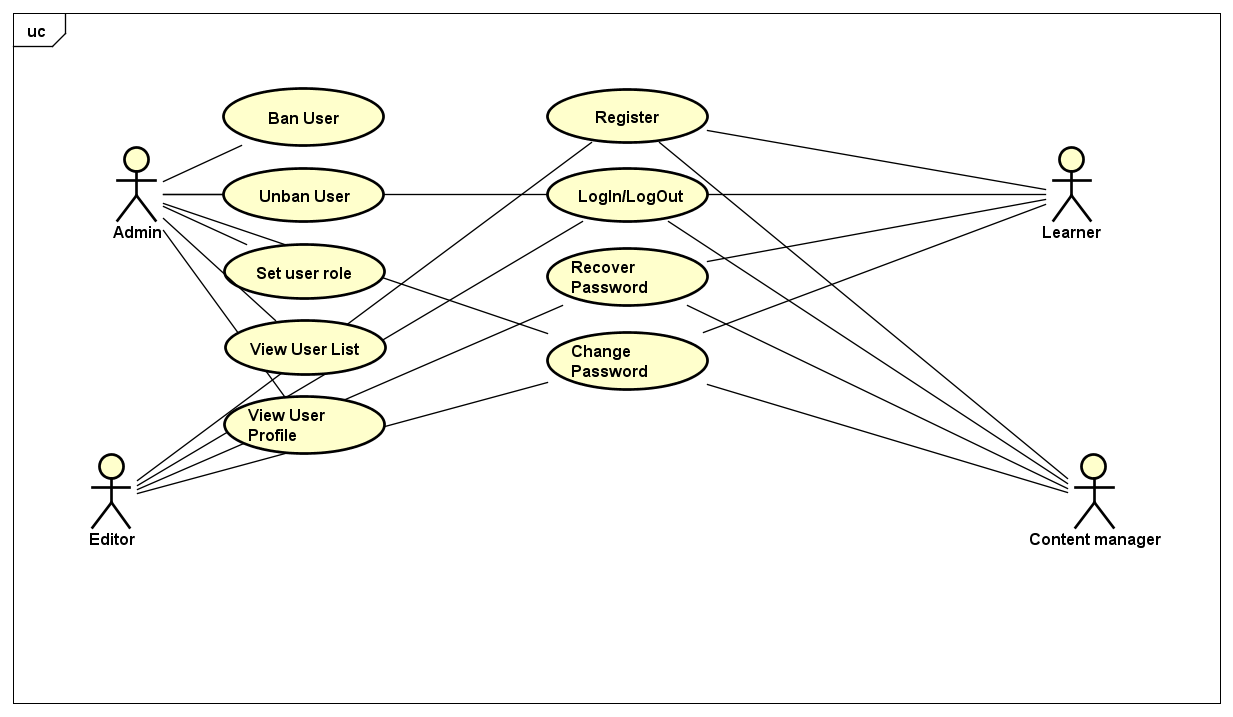 uc
Ban User
Register
Unban User
LogIn/LogOut
Admin
Learner
Set user role
Recover
Password
View User List
Change
Password
View User
Profile
Editor
Content manager